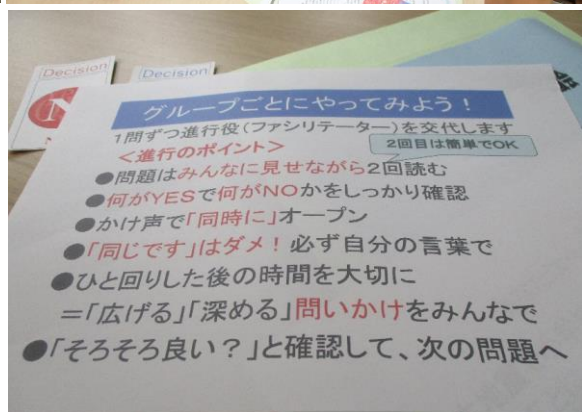 Decision
Decision
グループごとにやってみよう！
1問ずつ進行役（ファシリテーター）を交代します
＜進行のポイント＞
2回目は簡単でOK
●問題はみんなに見せながら2回読む
●何がYESで何がNOかをしっかり確認
●かけ声で「同時に」オープン
●「同じです」はダメ！必ず自分の言葉で
●ひと回りした後の時間を大切に
＝「広げる」「深める」問いかけをみんなで
●「そろそろ良い？」と確認して、次の問題へ